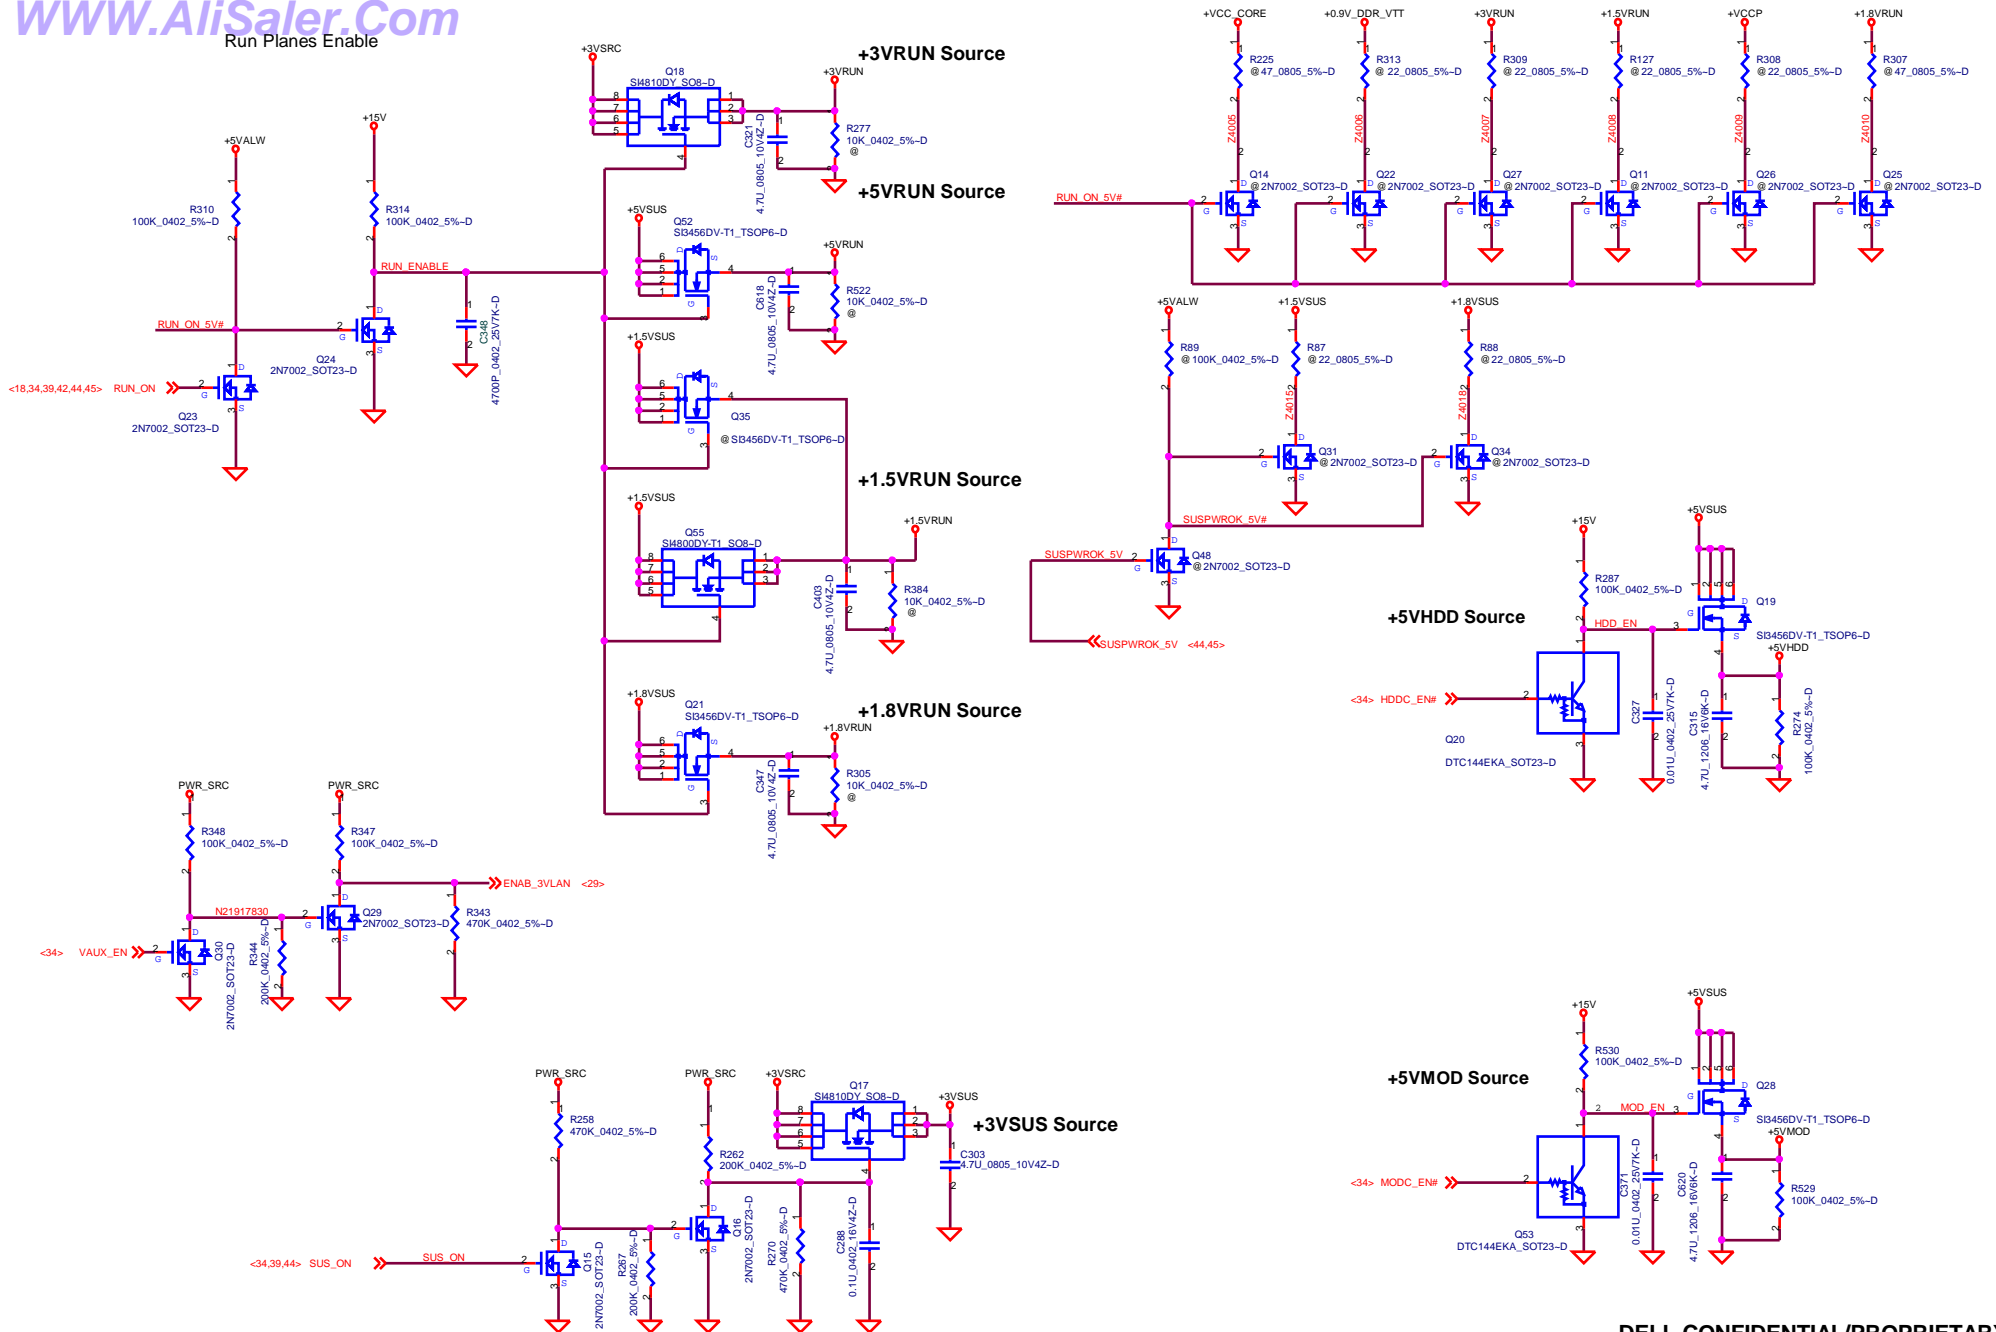 WWW.AliSaler.Com
Run Planes Enable
+5VALW
R310
100K_0402_5%~D
+15V
R314
100K_0402_5%~D
RUN_ENABLE
RUN_ON_5V#
Q24
2N7002_SOT23~D
<18,34,39,42,44,45> RUN_ON
Q23
2N7002_SOT23~D
C348
4700P_0402_25V7K~D
+3VSRC
Q18
SI4810DY_SO8~D
+3VRUN Source
+3VRUN
C321
4.7U_0805_10V4Z~D
R277
10K_0402_5%~D
@
+5VRUN Source
+5VSUS
Q52
SI3456DV-T1_TSOP6~D
+5VRUN
C618
4.7U_0805_10V4Z~D
R522
10K_0402_5%~D
@
+1.5VSUS
Q35
@ SI3456DV-T1_TSOP6~D
+1.5VRUN Source
+1.5VSUS
Q55
SI4800DY-T1_SO8~D
+1.5VRUN
C403
4.7U_0805_10V4Z~D
R384
10K_0402_5%~D
@
+1.8VSUS
Q21
SI3456DV-T1_TSOP6~D
+1.8VRUN Source
+1.8VRUN
C347
4.7U_0805_10V4Z~D
R305
10K_0402_5%~D
@
+VCC_CORE
R225
@ 47_0805_5%~D
Z4005
Q14
@ 2N7002_SOT23~D
+0.9V_DDR_VTT
R313
@ 22_0805_5%~D
Z4006
Q22
@ 2N7002_SOT23~D
+3VRUN
R309
@ 22_0805_5%~D
Z4007
Q27
@ 2N7002_SOT23~D
+1.5VRUN
R127
@ 22_0805_5%~D
Z4008
Q11
@ 2N7002_SOT23~D
+VCCP
R308
@ 22_0805_5%~D
Z4009
Q26
@ 2N7002_SOT23~D
+1.8VRUN
R307
@ 47_0805_5%~D
Z4010
Q25
@ 2N7002_SOT23~D
RUN_ON_5V#
+5VALW
R89
@ 100K_0402_5%~D
+1.5VSUS
R87
@ 22_0805_5%~D
Z4015
Q31
@ 2N7002_SOT23~D
+1.8VSUS
R88
@ 22_0805_5%~D
Z4018
Q34
@ 2N7002_SOT23~D
SUSPWROK_5V#
SUSPWROK_5V
Q48
@ 2N7002_SOT23~D
SUSPWROK_5V <44,45>
+5VHDD Source
+15V
R287
100K_0402_5%~D
HDD_EN
+5VSUS
Q19
SI3456DV-T1_TSOP6~D
+5VHDD
<34> HDDC_EN#
Q20
DTC144EKA_SOT23~D
C327
0.01U_0402_25V7K~D
C315
4.7U_1206_16V6K~D
R274
100K_0402_5%~D
PWR_SRC
R348
100K_0402_5%~D
PWR_SRC
R347
100K_0402_5%~D
ENAB_3VLAN <29>
N21917830
Q29
2N7002_SOT23~D
R343
470K_0402_5%~D
<34> VAUX_EN
Q30
2N7002_SOT23~D
R344
200K_0402_5%~D
PWR_SRC
R258
470K_0402_5%~D
PWR_SRC
R262
200K_0402_5%~D
+3VSRC
Q17
SI4810DY_SO8~D
+3VSUS
+3VSUS Source
C303
4.7U_0805_10V4Z~D
<34,39,44> SUS_ON
SUS_ON
Q15
2N7002_SOT23~D
R267
200K_0402_5%~D
Q16
2N7002_SOT23~D
R270
470K_0402_5%~D
C288
0.1U_0402_16V4Z~D
+5VMOD Source
+15V
R530
100K_0402_5%~D
MOD_EN
+5VSUS
Q28
SI3456DV-T1_TSOP6~D
+5VMOD
<34> MODC_EN#
Q53
DTC144EKA_SOT23~D
C371
0.01U_0402_25V7K~D
C620
4.7U_1206_16V6K~D
R529
100K_0402_5%~D
DELL CONFIDENTIAL/PROPRIETARY